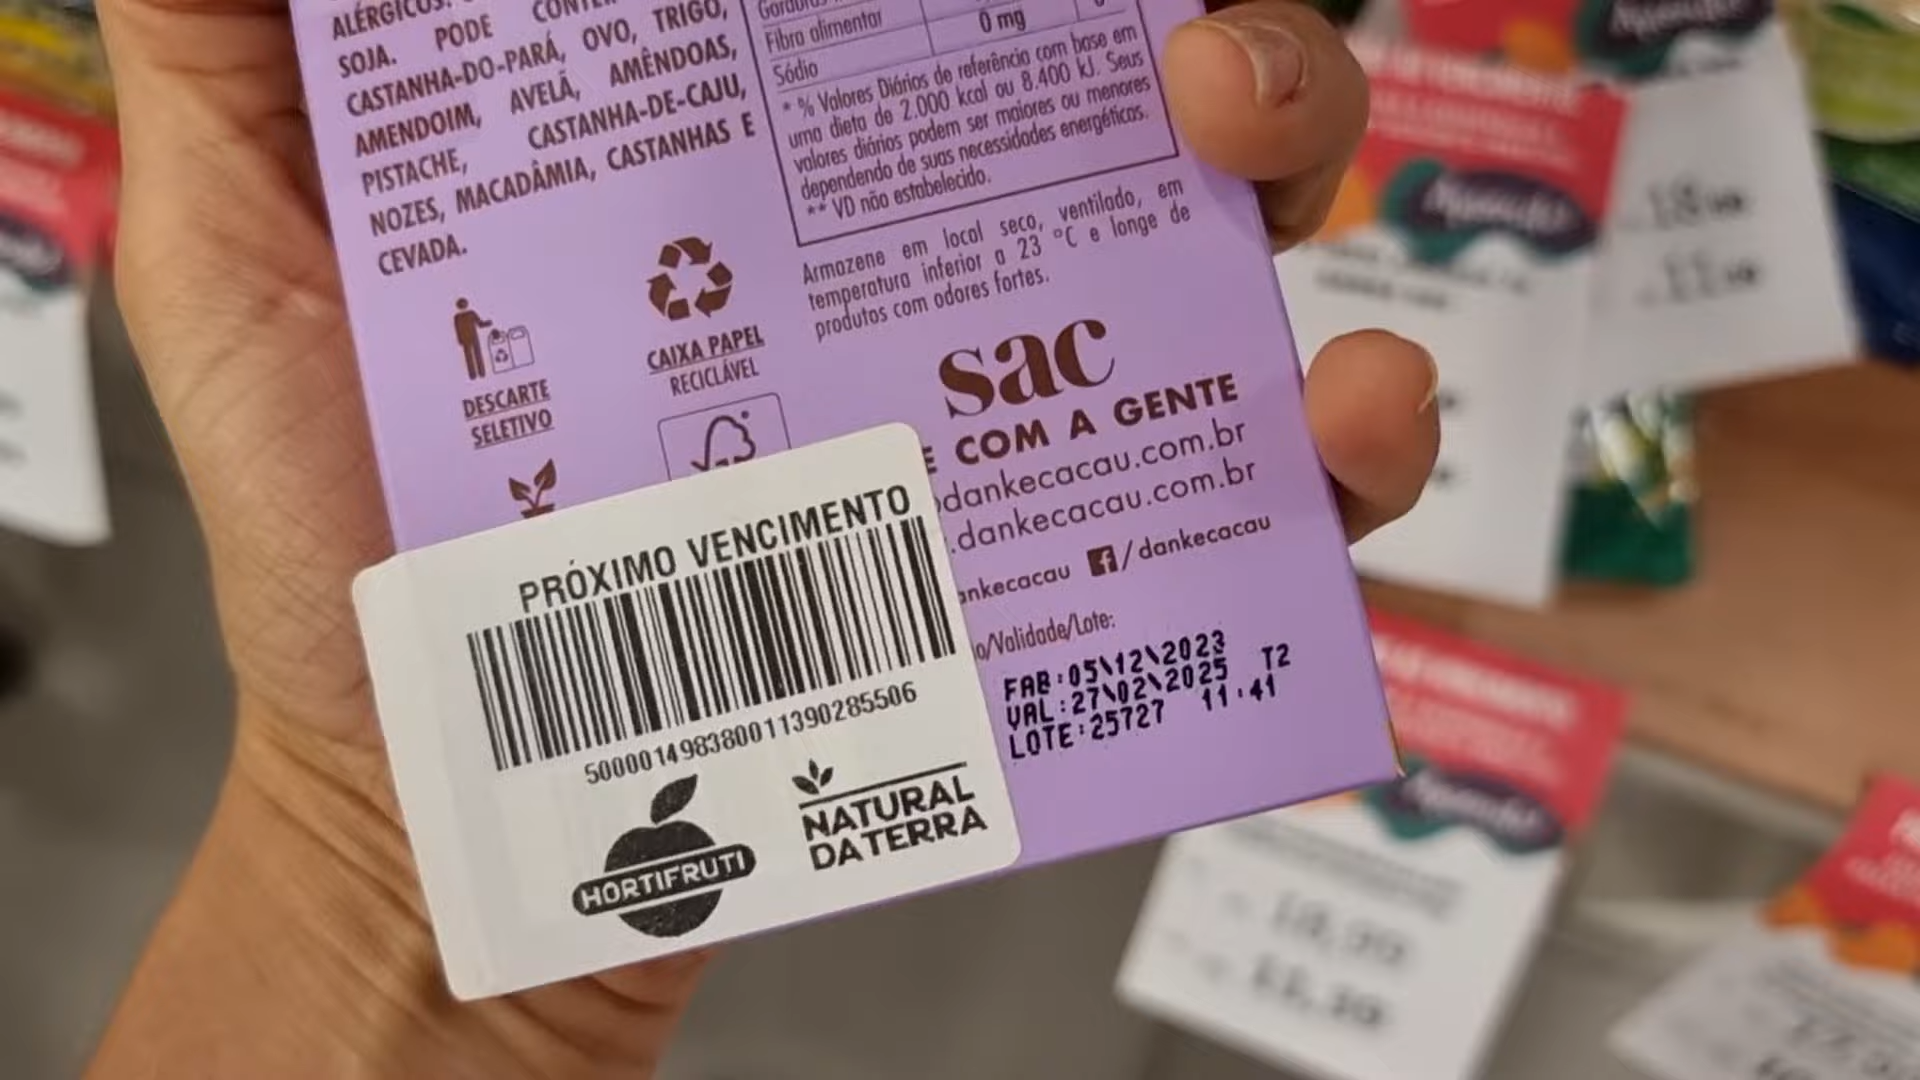 ALÉRGICOS:
SOJA. PODE
CASTANHA-DO-PARÁ, OVO, TRIGO,
AMENDOIM, AVELÃ, AMÊNDOAS,
PISTACHE, CASTANHA-DE-CAJU,
NOZES, MACADÂMIA, CASTANHAS E
CEVADA.
Fibra alimentar
Sódio
0 mg
* % Valores Diários de referência com base em
uma dieta de 2.000 kcal ou 8.400 kJ. Seus
valores diários podem ser maiores ou menores
dependendo de suas necessidades energéticas.
** VD não estabelecido.
Armazene em local seco, ventilado, em
temperatura inferior a 23 °C e longe de
produtos com odores fortes.
DESCARTE
SELETIVO
CAIXA PAPEL
RECICLÁVEL
sac
E COM A GENTE
dankecacau.com.br
.dankecacau.com.br
ankecacau f/dankecacau
o/Validade/Lote:
FAB:05\12\2023
VAL:27\02\2025 T2
LOTE:25727 11:41
PRÓXIMO VENCIMENTO
50000149838001139028550​6
HORTIFRUTI
NATURAL
DA TERRA